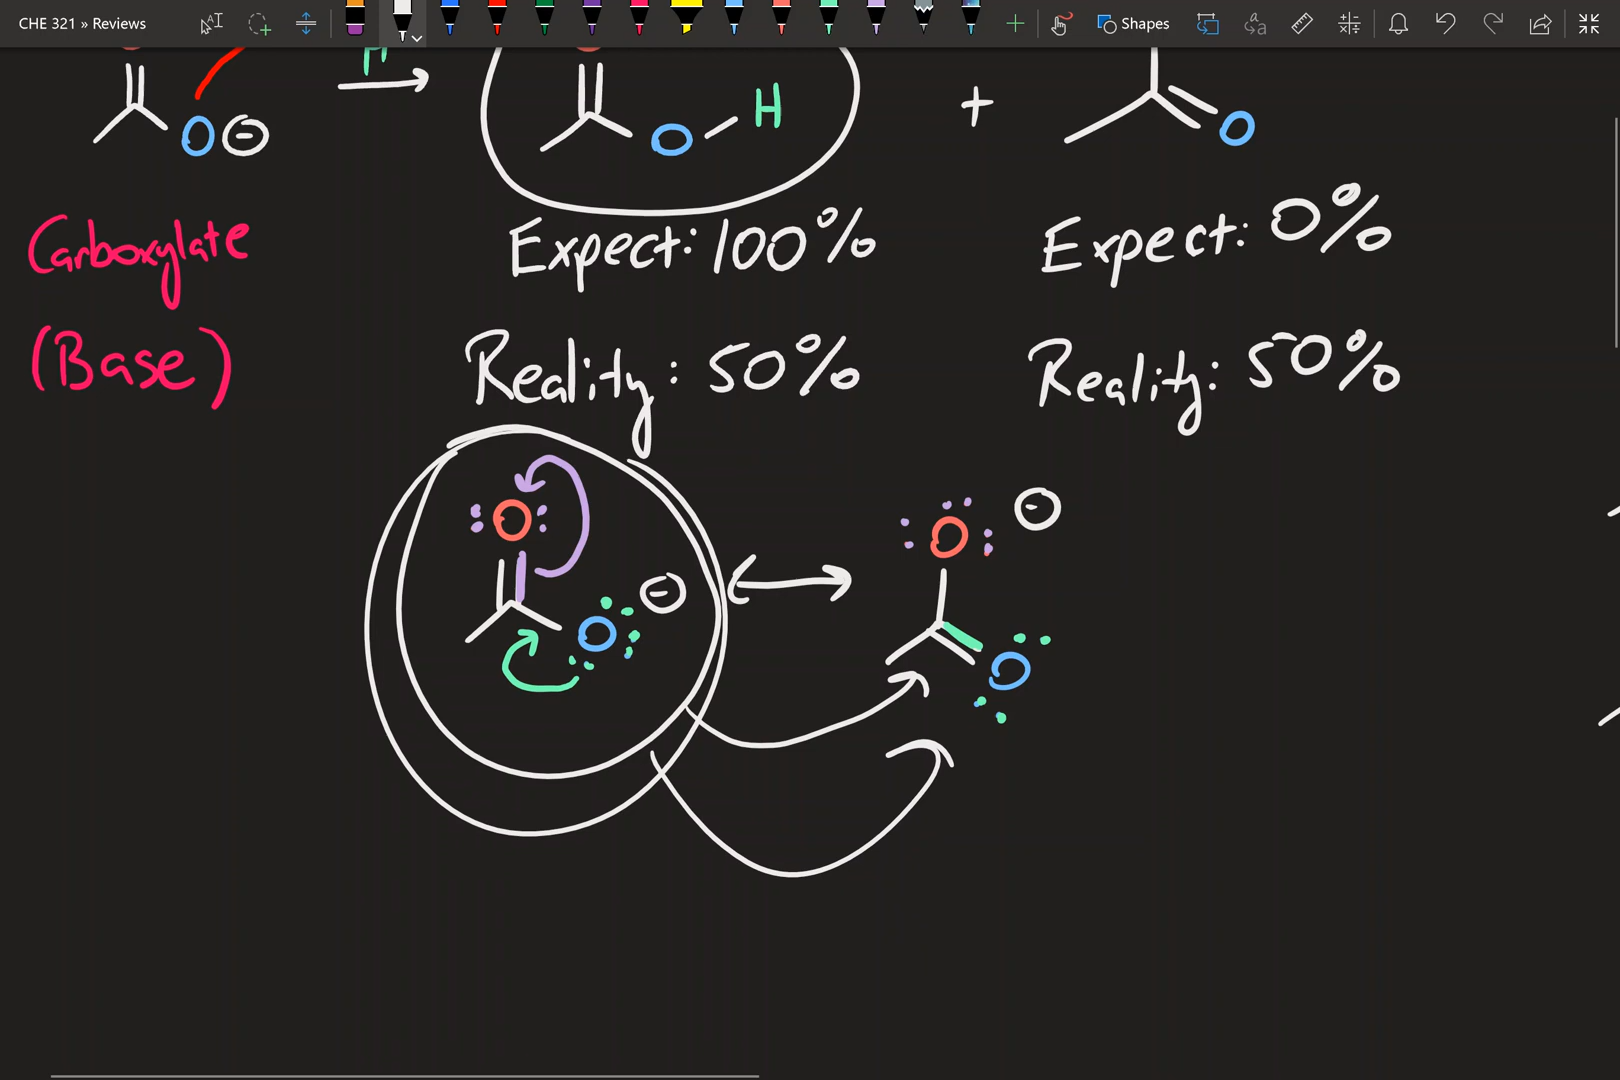 CHE 321 » Reviews
Shapes
H
O ⊖
O
H
+
O
Carboxylate
Expect: 100%
Expect: 0%
(Base)
Reality: 50%
Reality: 50%
O
⊖
O
⊖
O
O